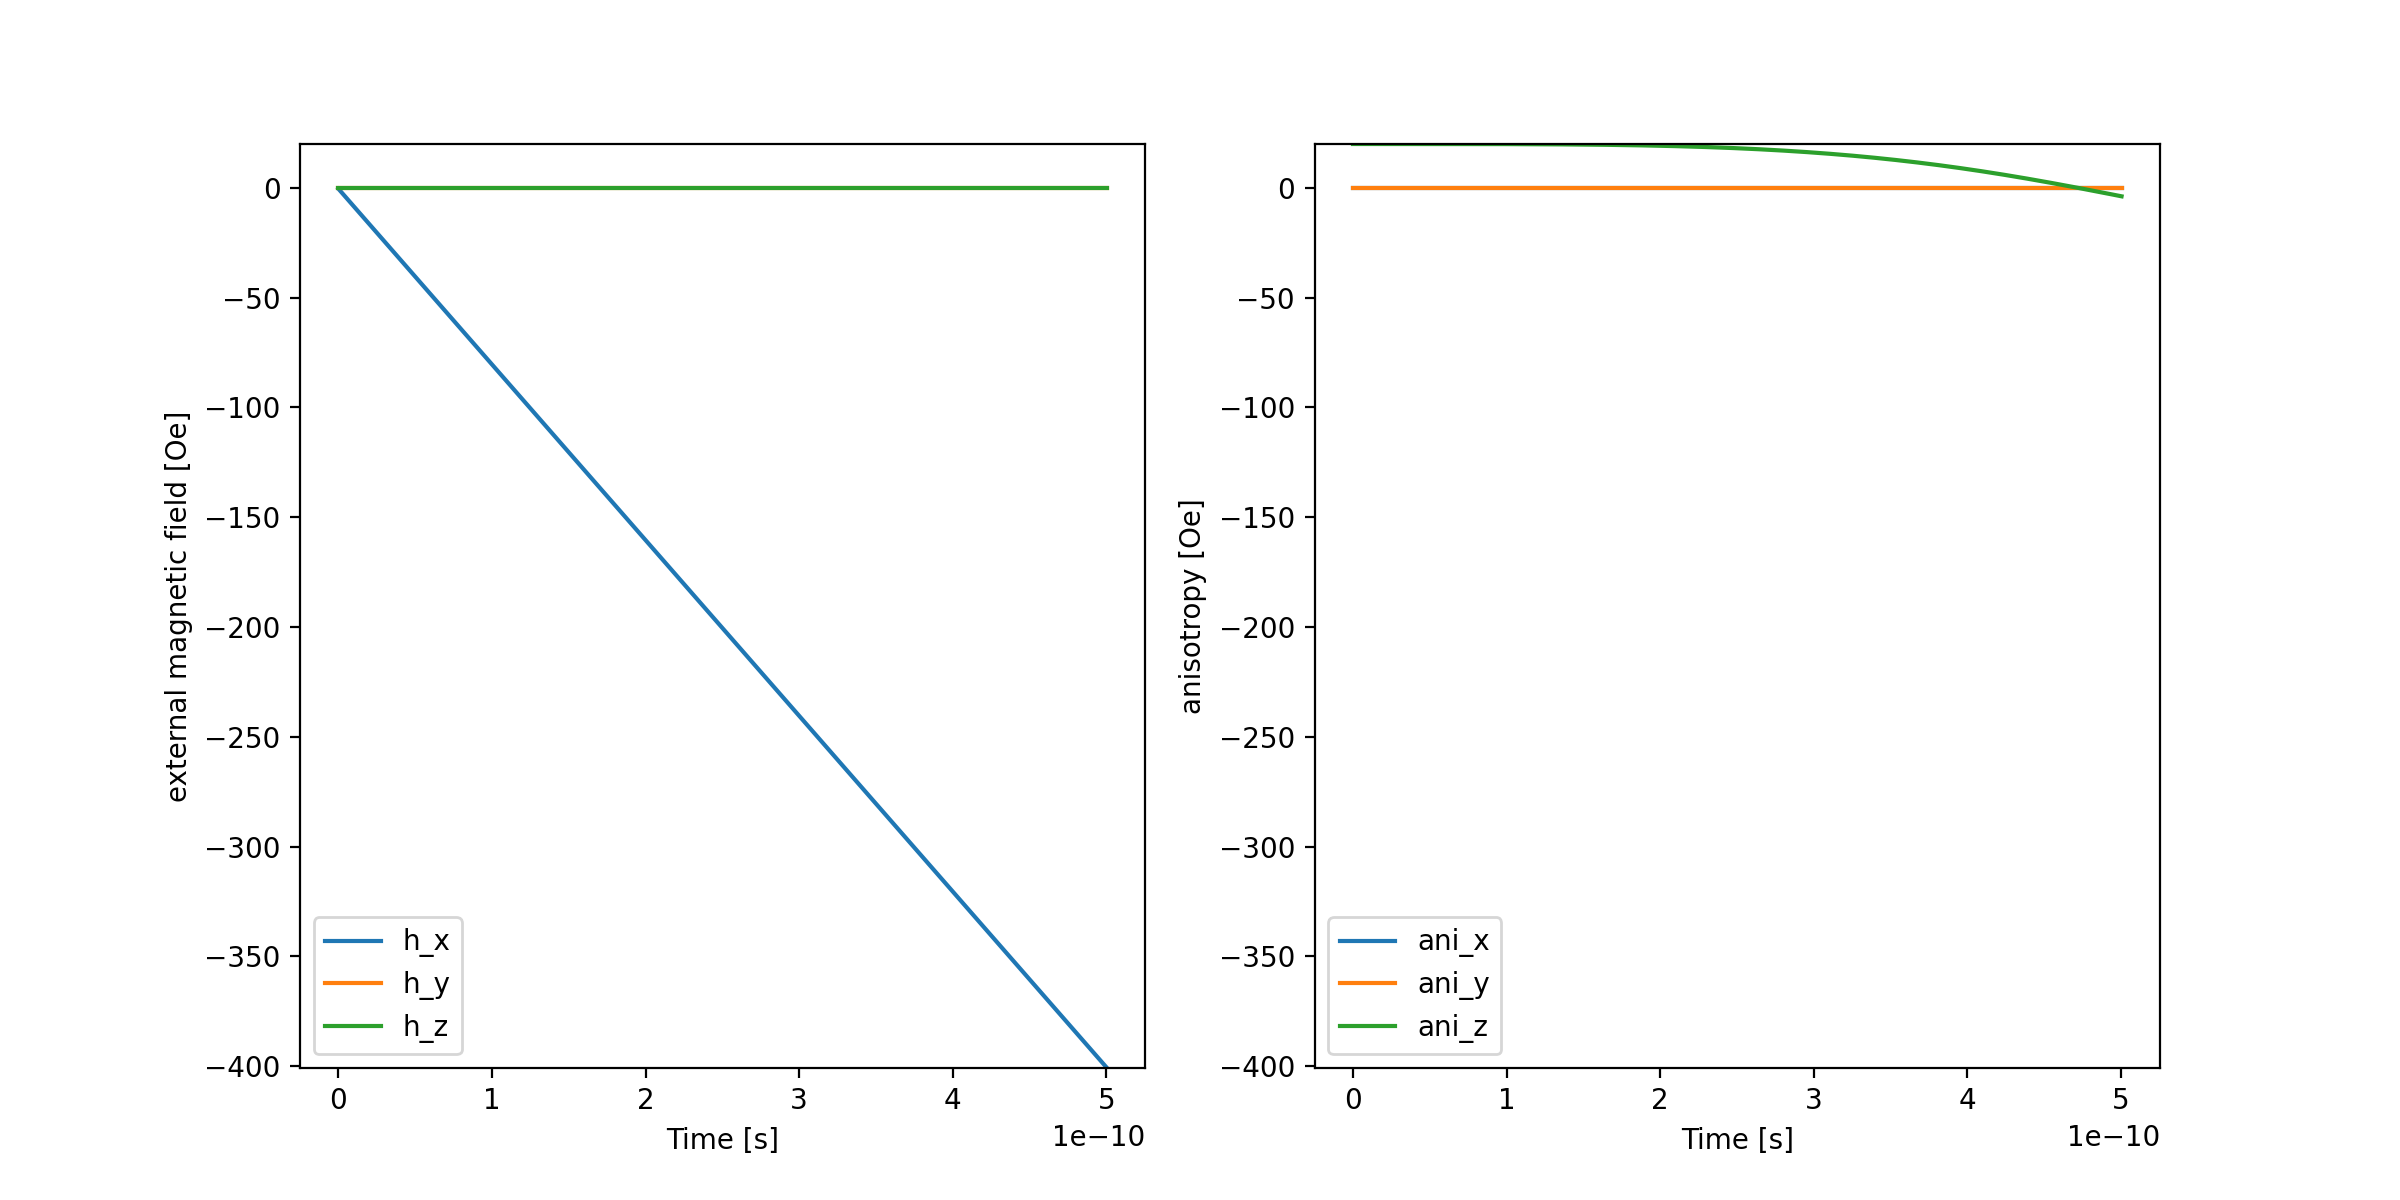 external magnetic field [Oe]
0
−50
−100
−150
−200
−250
−300
−350
−400
h_x
h_y
h_z
0 1 2 3 4 5
1e−10
Time [s]
anisotropy [Oe]
0
−50
−100
−150
−200
−250
−300
−350
−400
ani_x
ani_y
ani_z
0 1 2 3 4 5
1e−10
Time [s]